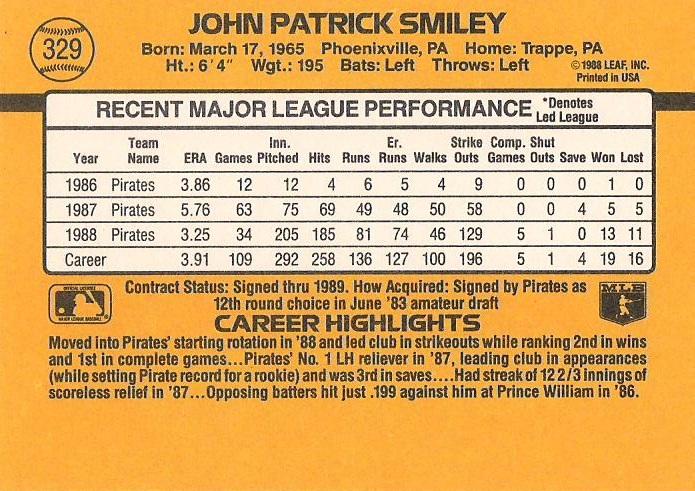 JOHN PATRICK SMILEY
329
Born: March 17, 1965 Phoenixville, PA Home: Trappe, PA
Ht.: 6'4" Wgt.: 195 Bats: Left Throws: Left
©1988 LEAF, INC.
Printed in USA
RECENT MAJOR LEAGUE PERFORMANCE *Denotes Led League
Year Team Name ERA Games Inn. Pitched Hits Runs Er. Runs Walks Strike Outs Comp. Games Shut Outs Save Won Lost
1986 Pirates 3.86 12 12 4 6 5 4 9 0 0 0 1 0
1987 Pirates 5.76 63 75 69 49 48 50 58 0 0 4 5 5
1988 Pirates 3.25 34 205 185 81 74 46 129 5 1 0 13 11
Career 3.91 109 292 258 136 127 100 196 5 1 4 19 16
OFFICIAL LICENSEE
MAJOR LEAGUE BASEBALL
Contract Status: Signed thru 1989. How Acquired: Signed by Pirates as
12th round choice in June '83 amateur draft
MLB
CAREER HIGHLIGHTS
Moved into Pirates' starting rotation in '88 and led club in strikeouts while ranking 2nd in wins
and 1st in complete games...Pirates' No. 1 LH reliever in '87, leading club in appearances
(while setting Pirate record for a rookie) and was 3rd in saves....Had streak of 12 2/3 innings of
scoreless relief in '87...Opposing batters hit just .199 against him at Prince William in '86.